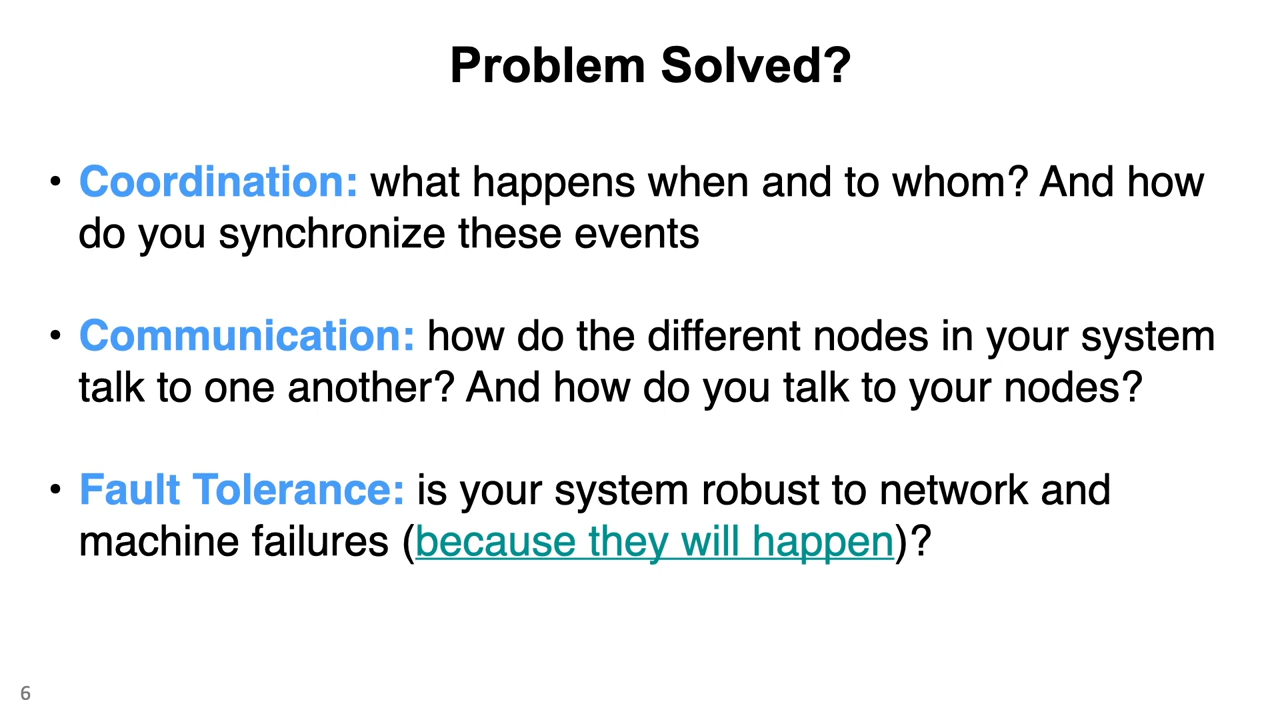 Problem Solved?
• Coordination: what happens when and to whom? And how
do you synchronize these events
• Communication: how do the different nodes in your system
talk to one another? And how do you talk to your nodes?
• Fault Tolerance: is your system robust to network and
machine failures (because they will happen)?
6